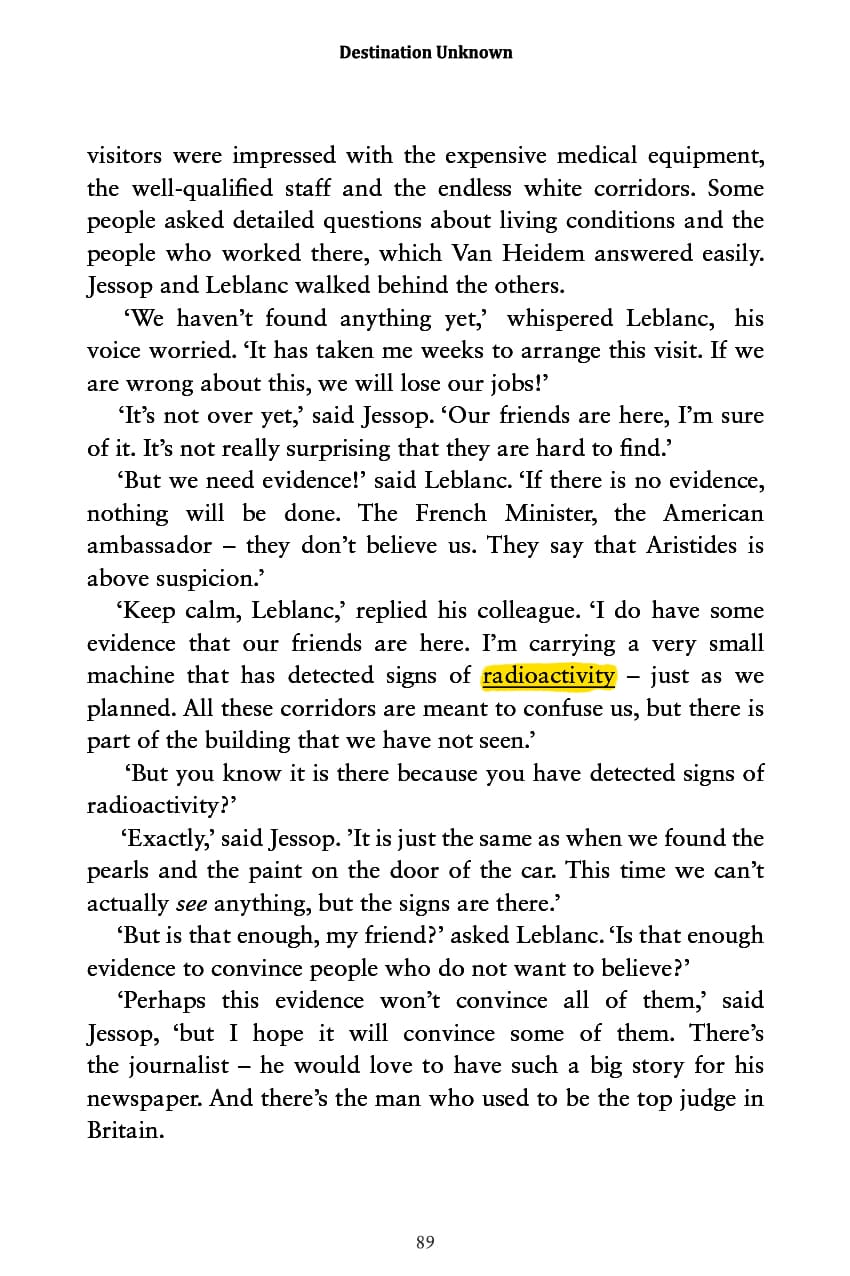 Destination Unknown
visitors were impressed with the expensive medical equipment,
the well-qualified staff and the endless white corridors. Some
people asked detailed questions about living conditions and the
people who worked there, which Van Heidem answered easily.
Jessop and Leblanc walked behind the others.
‘We haven’t found anything yet,’ whispered Leblanc, his
voice worried. ‘It has taken me weeks to arrange this visit. If we
are wrong about this, we will lose our jobs!’
‘It’s not over yet,’ said Jessop. ‘Our friends are here, I’m sure
of it. It’s not really surprising that they are hard to find.’
‘But we need evidence!’ said Leblanc. ‘If there is no evidence,
nothing will be done. The French Minister, the American
ambassador – they don’t believe us. They say that Aristides is
above suspicion.’
‘Keep calm, Leblanc,’ replied his colleague. ‘I do have some
evidence that our friends are here. I’m carrying a very small
machine that has detected signs of radioactivity – just as we
planned. All these corridors are meant to confuse us, but there is
part of the building that we have not seen.’
‘But you know it is there because you have detected signs of
radioactivity?’
‘Exactly,’ said Jessop. ’It is just the same as when we found the
pearls and the paint on the door of the car. This time we can’t
actually see anything, but the signs are there.’
‘But is that enough, my friend?’ asked Leblanc. ‘Is that enough
evidence to convince people who do not want to believe?’
‘Perhaps this evidence won’t convince all of them,’ said
Jessop, ‘but I hope it will convince some of them. There’s
the journalist – he would love to have such a big story for his
newspaper. And there’s the man who used to be the top judge in
Britain.
89